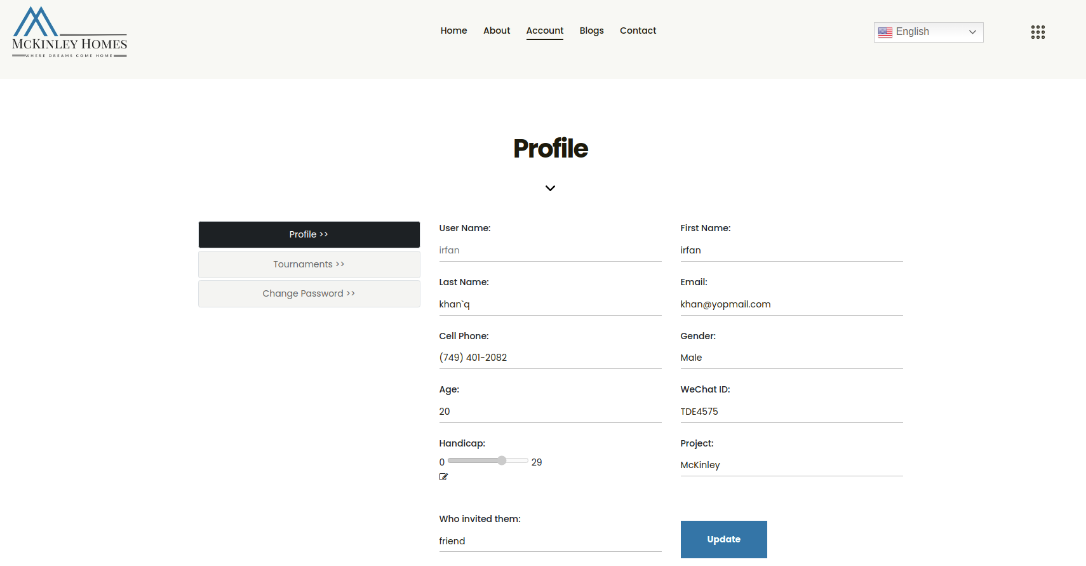 McKinley Homes
WHERE DREAMS COME HOME
Home About Account Blogs Contact
English
Profile
Profile >>
Tournaments >>
Change Password >>
User Name: First Name:
irfan irfan
Last Name: Email:
khan`q khan@yopmail.com
Cell Phone: Gender:
(749) 401-2082 Male
Age: WeChat ID:
20 TDE4575
Handicap: Project:
0 29 McKinley
Who invited them:
friend
Update